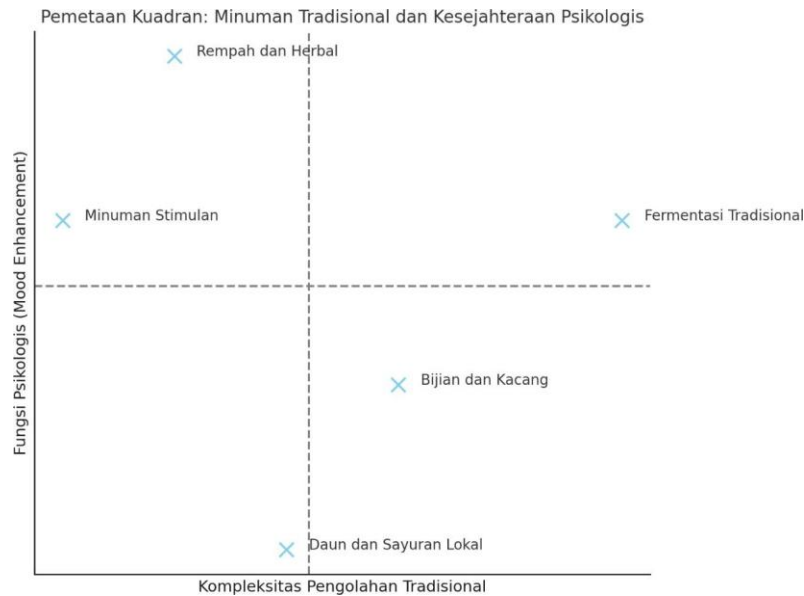 Pemetaan Kuadran: Minuman Tradisional dan Kesejahteraan Psikologis
Rempah dan Herbal
Minuman Stimulan
Fermentasi Tradisional
Fungsi Psikologis (Mood Enhancement)
Bijian dan Kacang
Daun dan Sayuran Lokal
Kompleksitas Pengolahan Tradisional